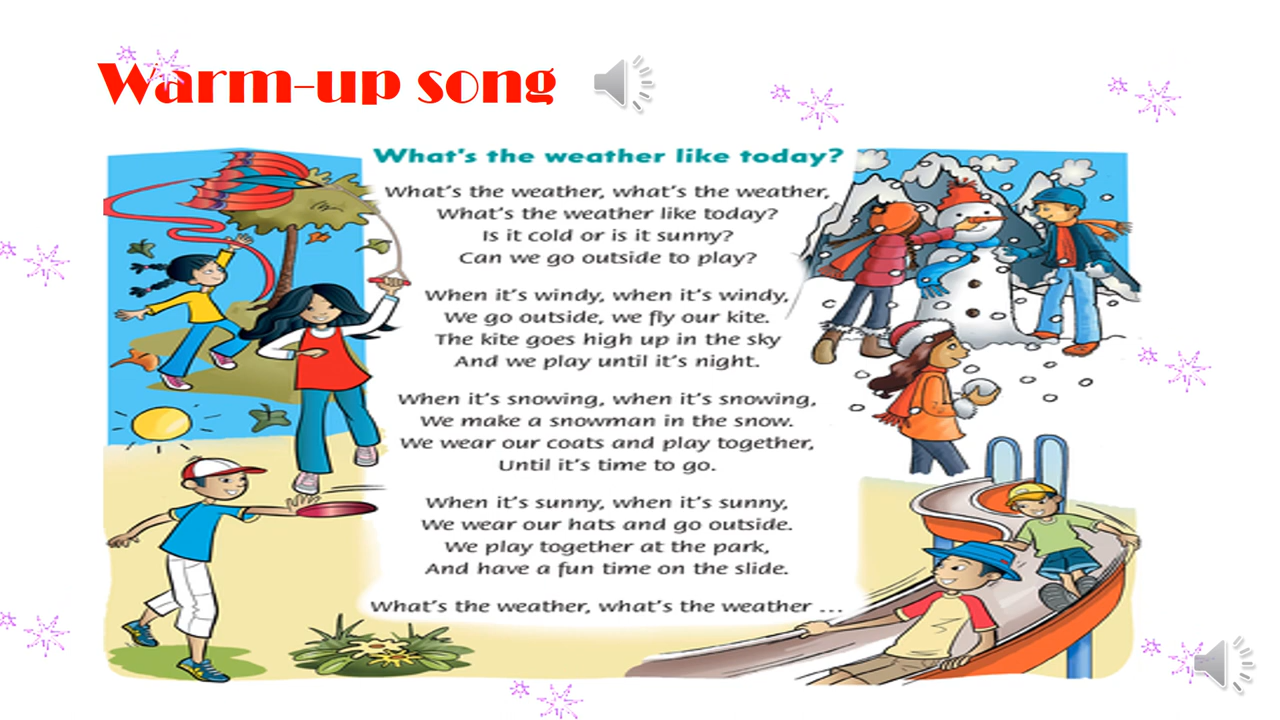 Warm-up song
What's the weather like today?
What's the weather, what's the weather,
What's the weather like today?
Is it cold or is it sunny?
Can we go outside to play?
When it's windy, when it's windy,
We go outside, we fly our kite.
The kite goes high up in the sky
And we play until it's night.
When it's snowing, when it's snowing,
We make a snowman in the snow.
We wear our coats and play together,
Until it's time to go.
When it's sunny, when it's sunny,
We wear our hats and go outside.
We play together at the park,
And have a fun time on the slide.
What's the weather, what's the weather ...